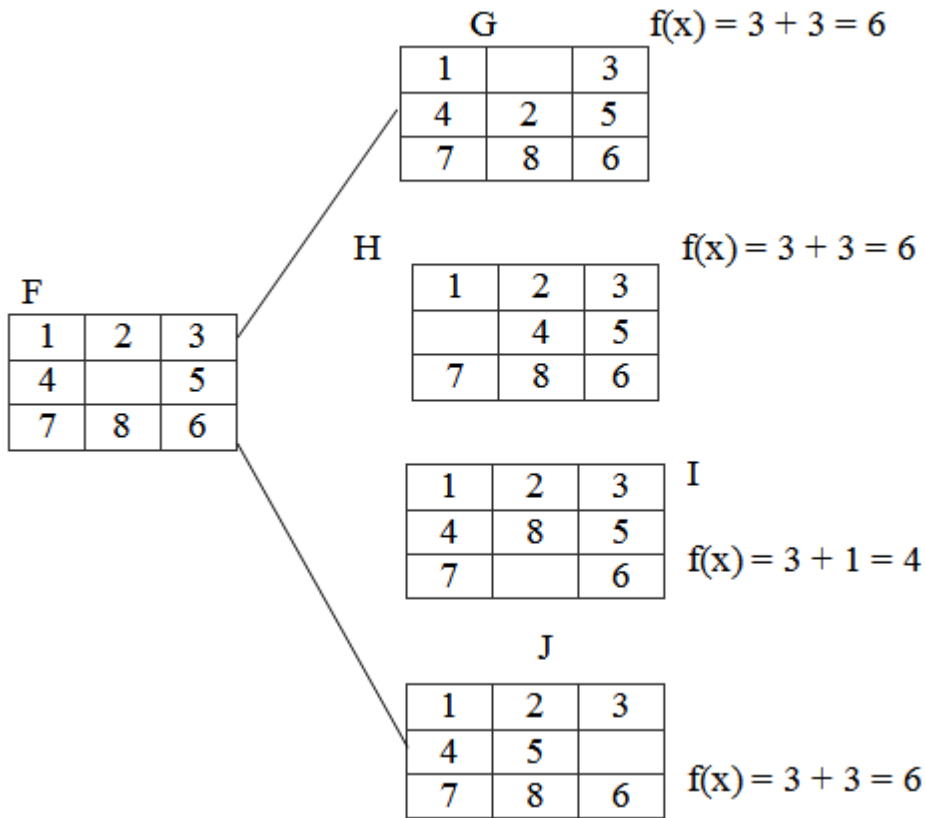 G f(x) = 3 + 3 = 6
1 3
4 2 5
7 8 6
H f(x) = 3 + 3 = 6
1 2 3
4 5
7 8 6
F
1 2 3
4 5
7 8 6
I
1 2 3
4 8 5
7 6
f(x) = 3 + 1 = 4
J
1 2 3
4 5
7 8 6
f(x) = 3 + 3 = 6